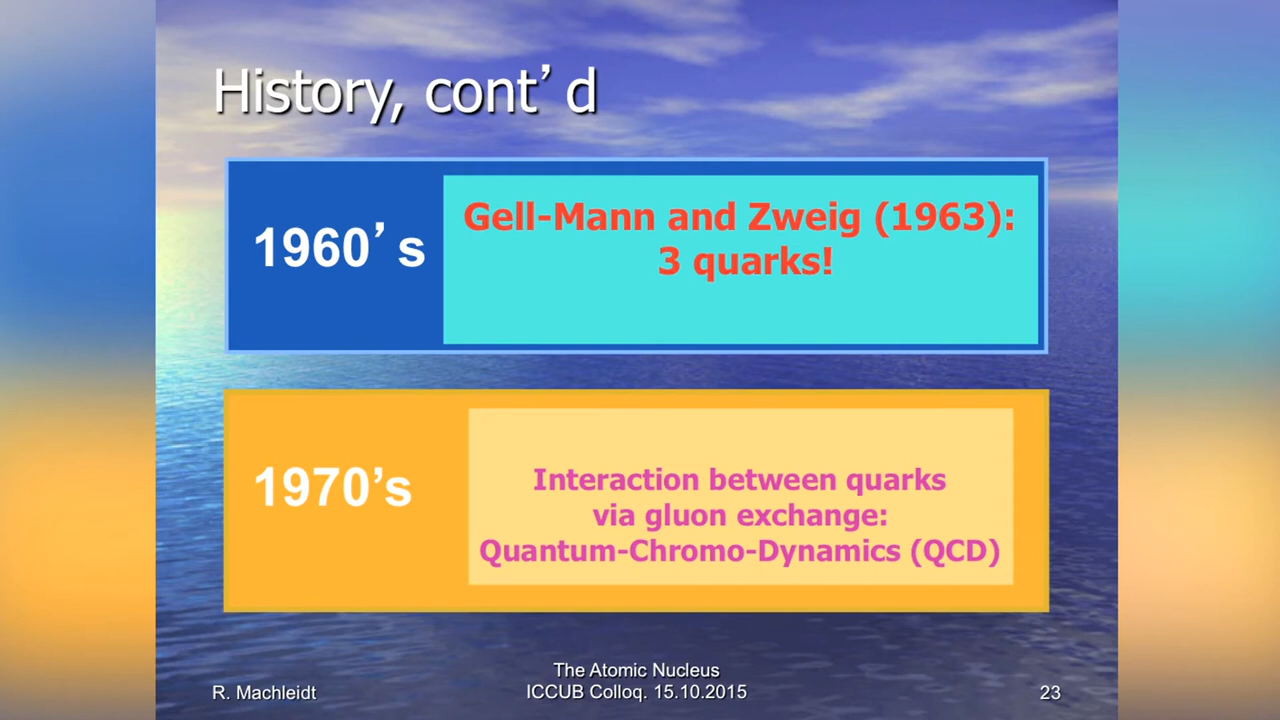 History, cont’d
1960’s
Gell-Mann and Zweig (1963):
3 quarks!
1970’s
Interaction between quarks
via gluon exchange:
Quantum-Chromo-Dynamics (QCD)
R. Machleidt
The Atomic Nucleus
ICCUB Colloq. 15.10.2015
23